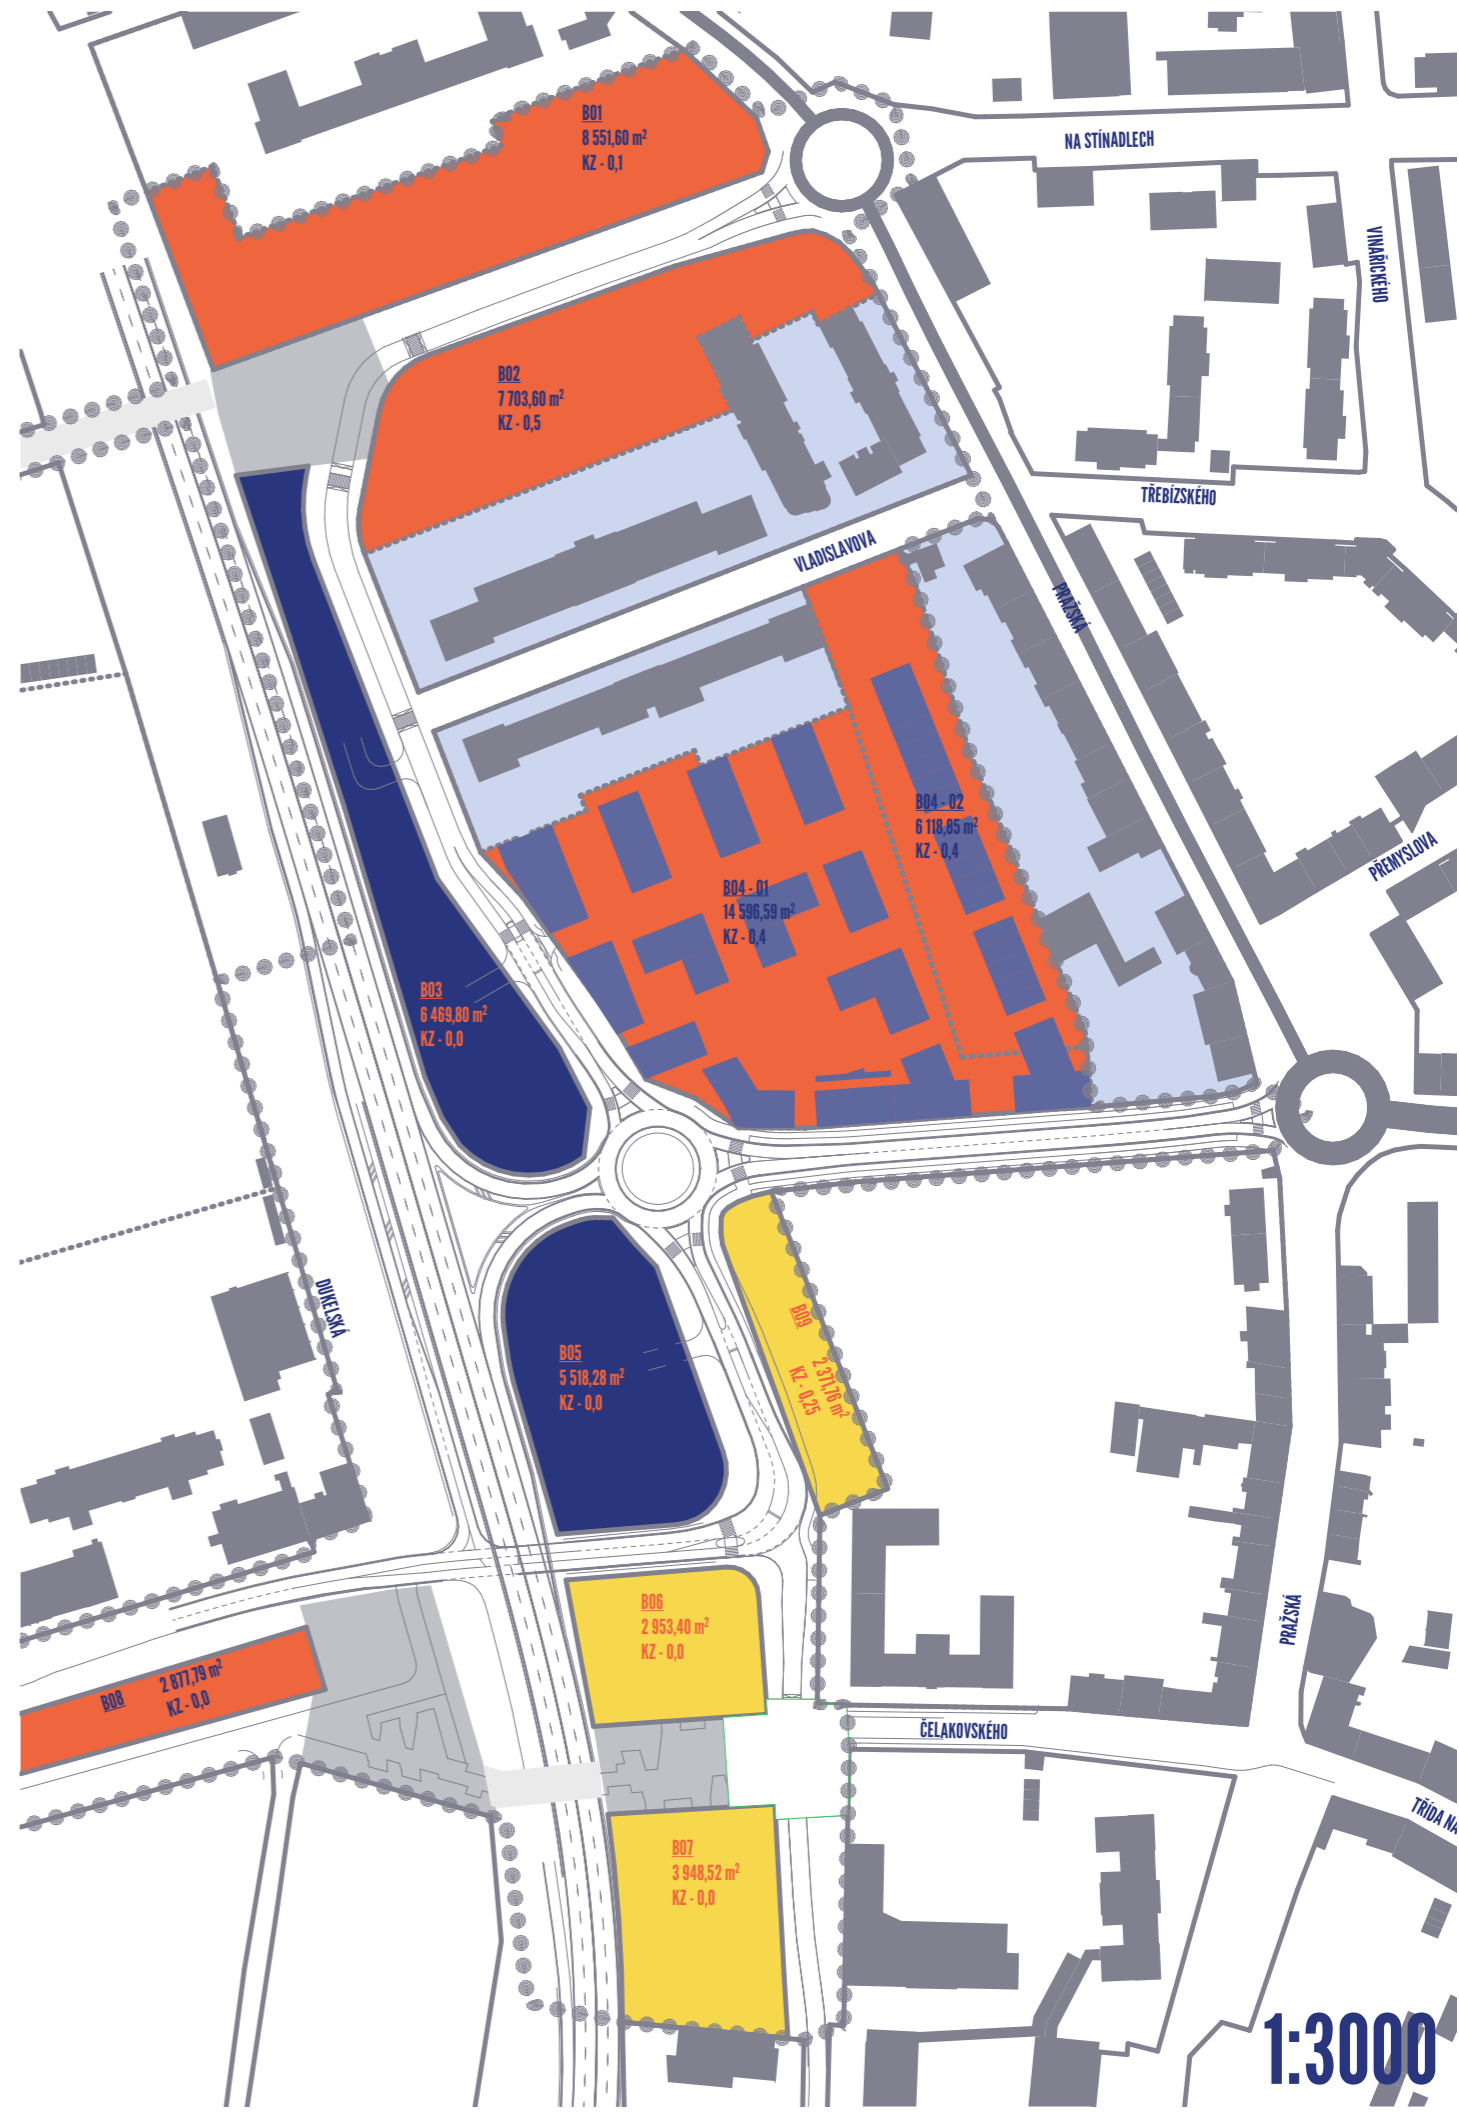 B01
8 551,60 m²
KZ - 0,1
NA STÍNADLECH
VINAŘICKÉHO
B02
7 703,60 m²
KZ - 0,5
TŘEBÍZSKÉHO
VLADISLAVOVA
PRAŽSKÁ
B04 - 02
6 118,85 m²
KZ - 0,4
PŘEMYSLOVA
B04 - 01
14 596,59 m²
KZ - 0,4
B03
6 469,80 m²
KZ - 0,0
DUKELSKÁ
B05
5 518,28 m²
KZ - 0,0
B09
2 371,76 m²
KZ - 0,25
B06
2 953,40 m²
KZ - 0,0
PRAŽSKÁ
B08
2 877,79 m²
KZ - 0,0
ČELAKOVSKÉHO
TŘÍDA NA
B07
3 948,52 m²
KZ - 0,0
1:3000